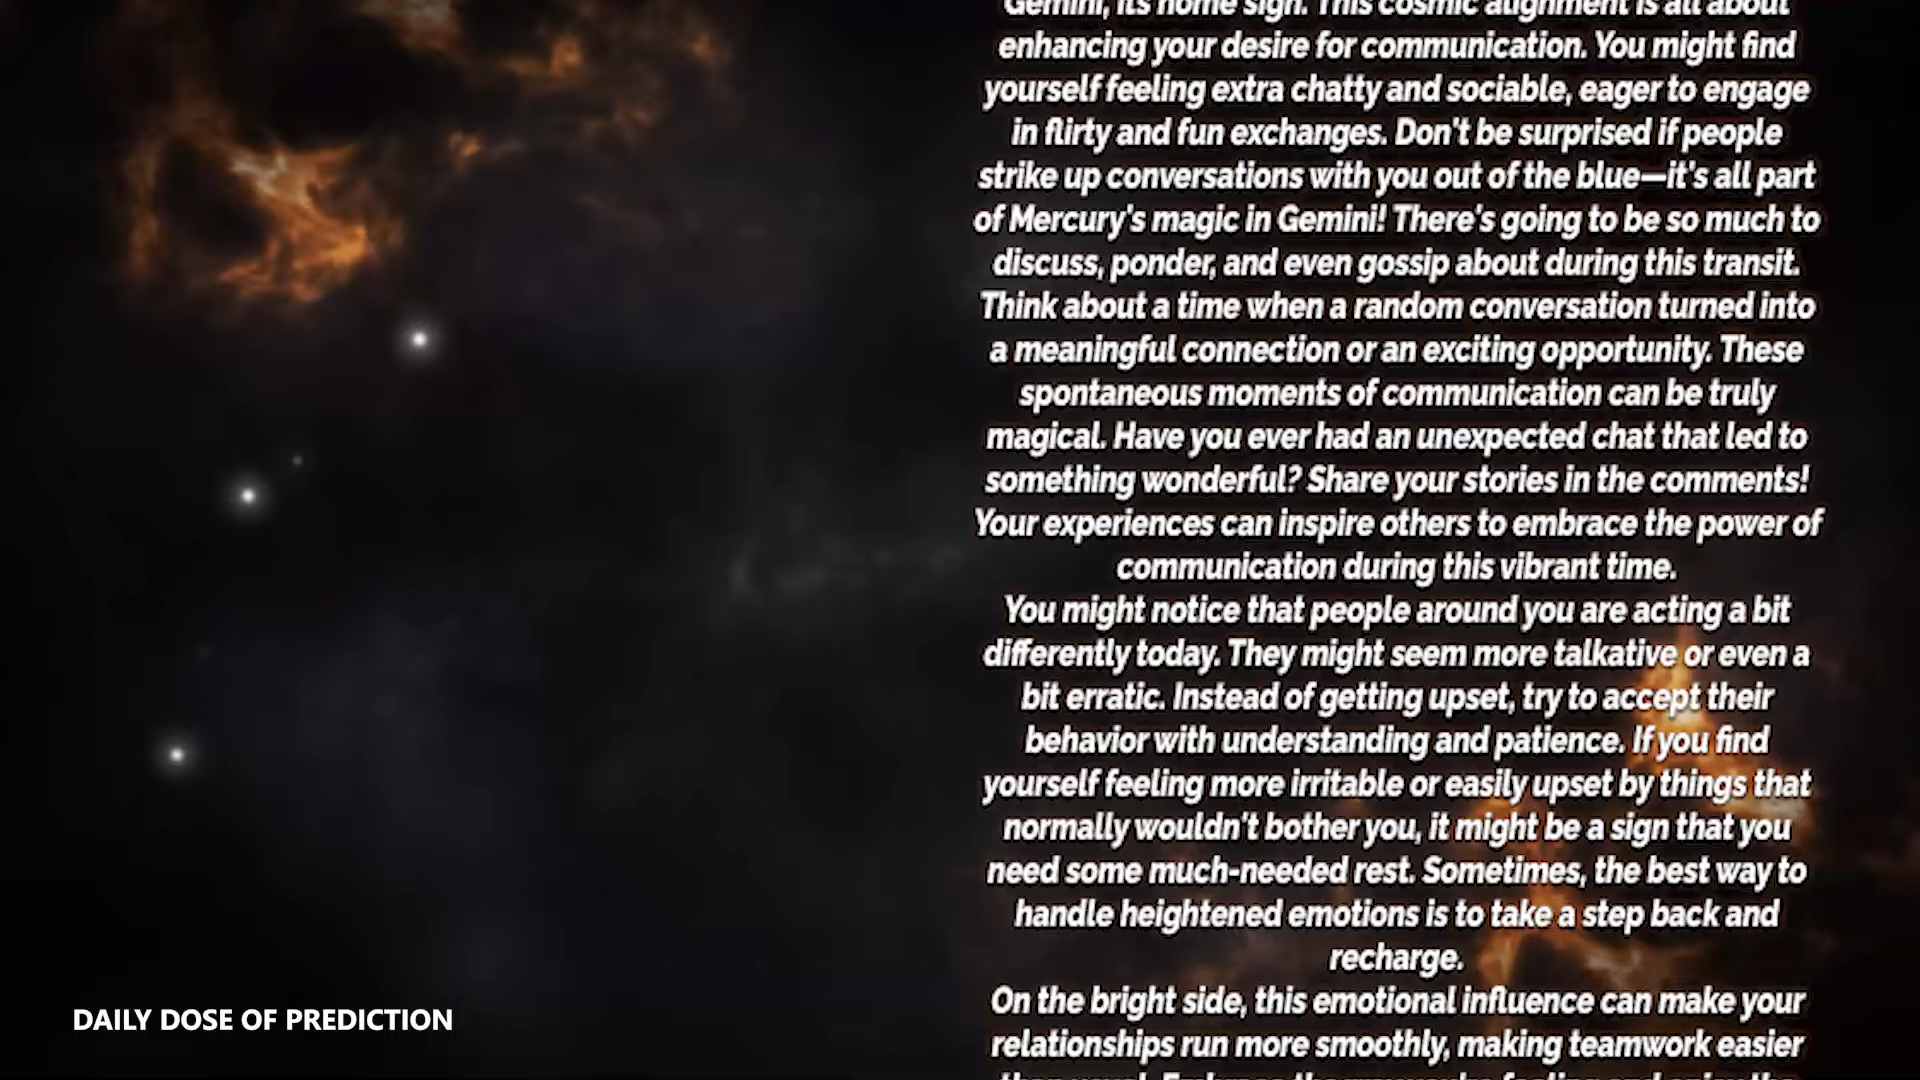 Gemini, its home sign. This cosmic alignment is all about
enhancing your desire for communication. You might find
yourself feeling extra chatty and sociable, eager to engage
in flirty and fun exchanges. Don't be surprised if people
strike up conversations with you out of the blue—it's all part
of Mercury's magic in Gemini! There's going to be so much to
discuss, ponder, and even gossip about during this transit.
Think about a time when a random conversation turned into
a meaningful connection or an exciting opportunity. These
spontaneous moments of communication can be truly
magical. Have you ever had an unexpected chat that led to
something wonderful? Share your stories in the comments!
Your experiences can inspire others to embrace the power of
communication during this vibrant time.
You might notice that people around you are acting a bit
differently today. They might seem more talkative or even a
bit erratic. Instead of getting upset, try to accept their
behavior with understanding and patience. If you find
yourself feeling more irritable or easily upset by things that
normally wouldn't bother you, it might be a sign that you
need some much-needed rest. Sometimes, the best way to
handle heightened emotions is to take a step back and
recharge.
On the bright side, this emotional influence can make your
relationships run more smoothly, making teamwork easier
DAILY DOSE OF PREDICTION